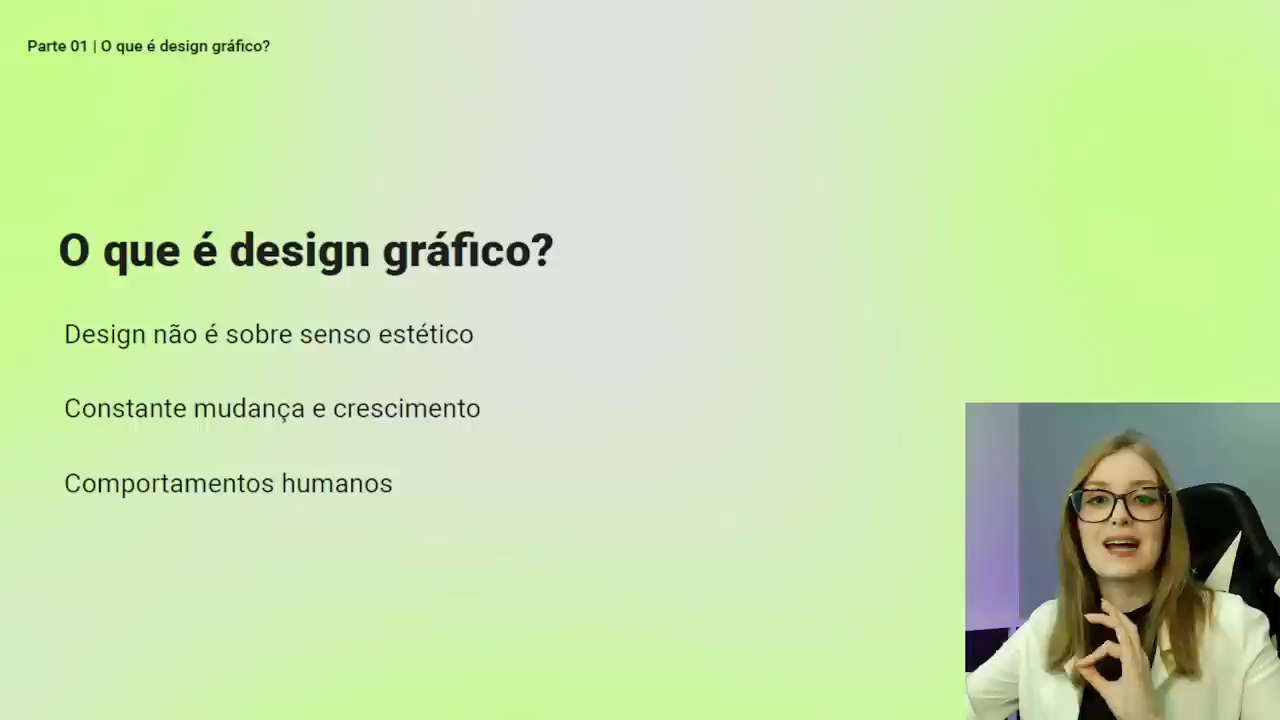 Parte 01 | O que é design gráfico?
O que é design gráfico?
Design não é sobre senso estético
Constante mudança e crescimento
Comportamentos humanos